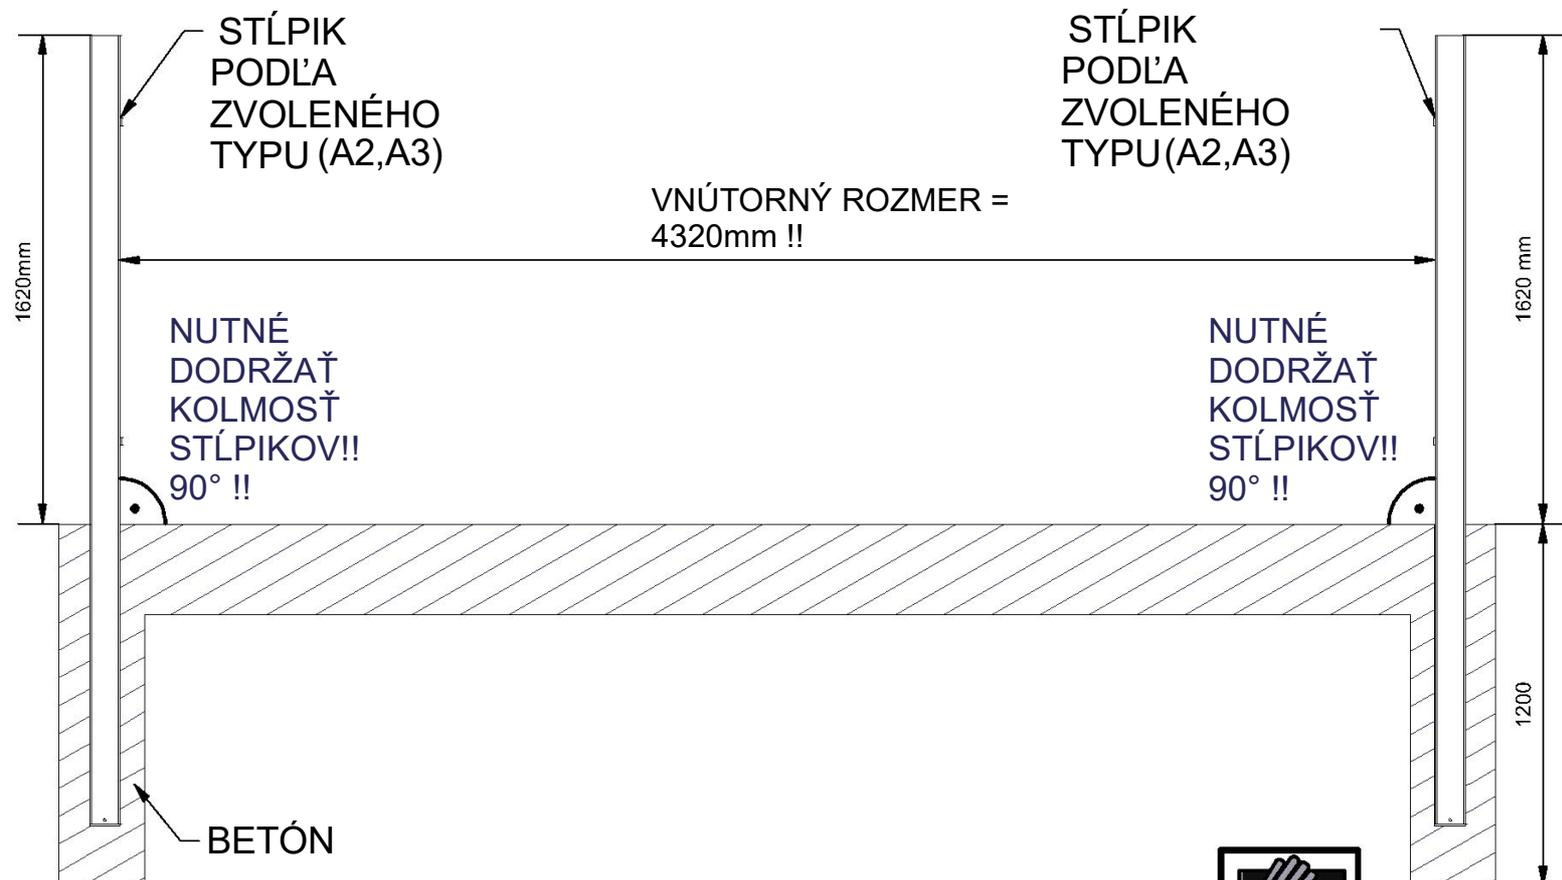 STĹPIK
PODĽA
ZVOLENÉHO
TYPU (A2,A3)
STĹPIK
PODĽA
ZVOLENÉHO
TYPU(A2,A3)
VNÚTORNÝ ROZMER =
4320mm !!
1620mm
1620 mm
NUTNÉ
DODRŽAŤ
KOLMOSŤ
STĹPIKOV!!
90° !!
NUTNÉ
DODRŽAŤ
KOLMOSŤ
STĹPIKOV!!
90° !!
1200
BETÓN